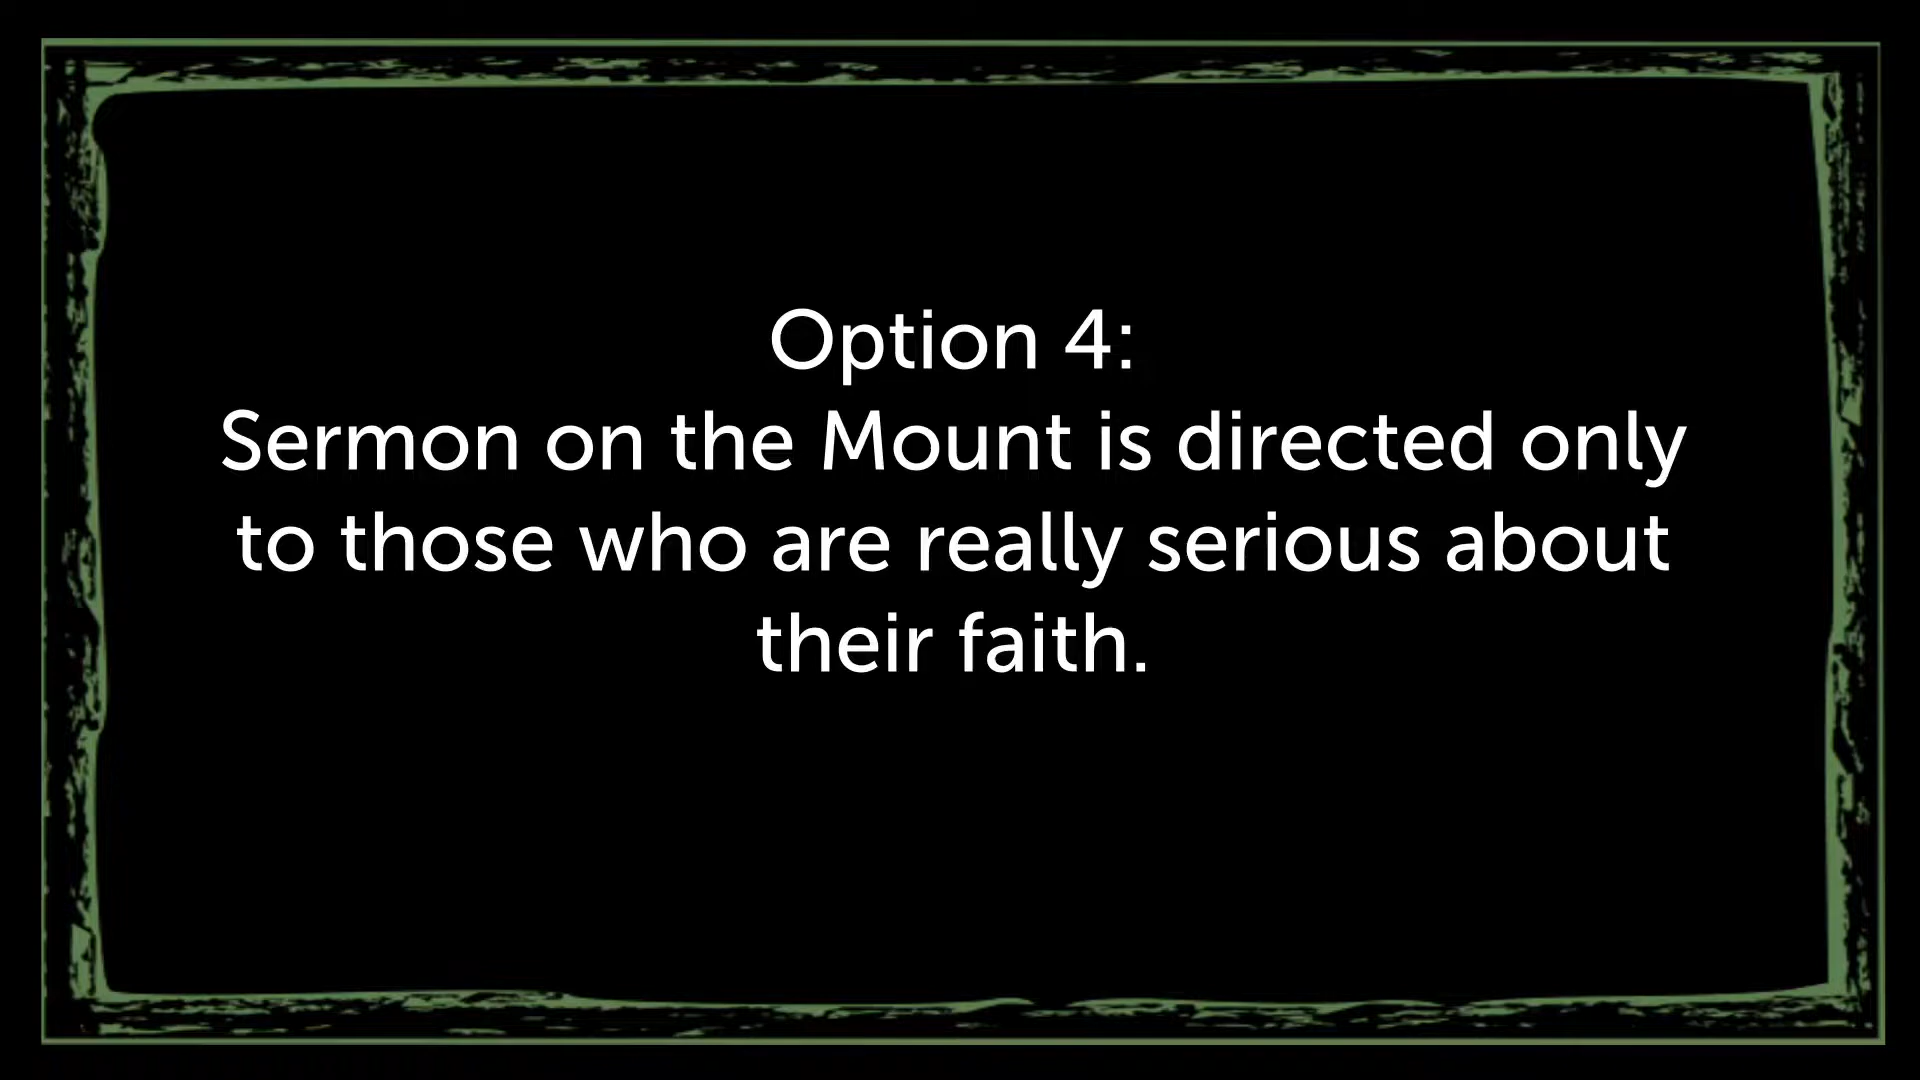 Option 4:
Sermon on the Mount is directed only
to those who are really serious about
their faith.